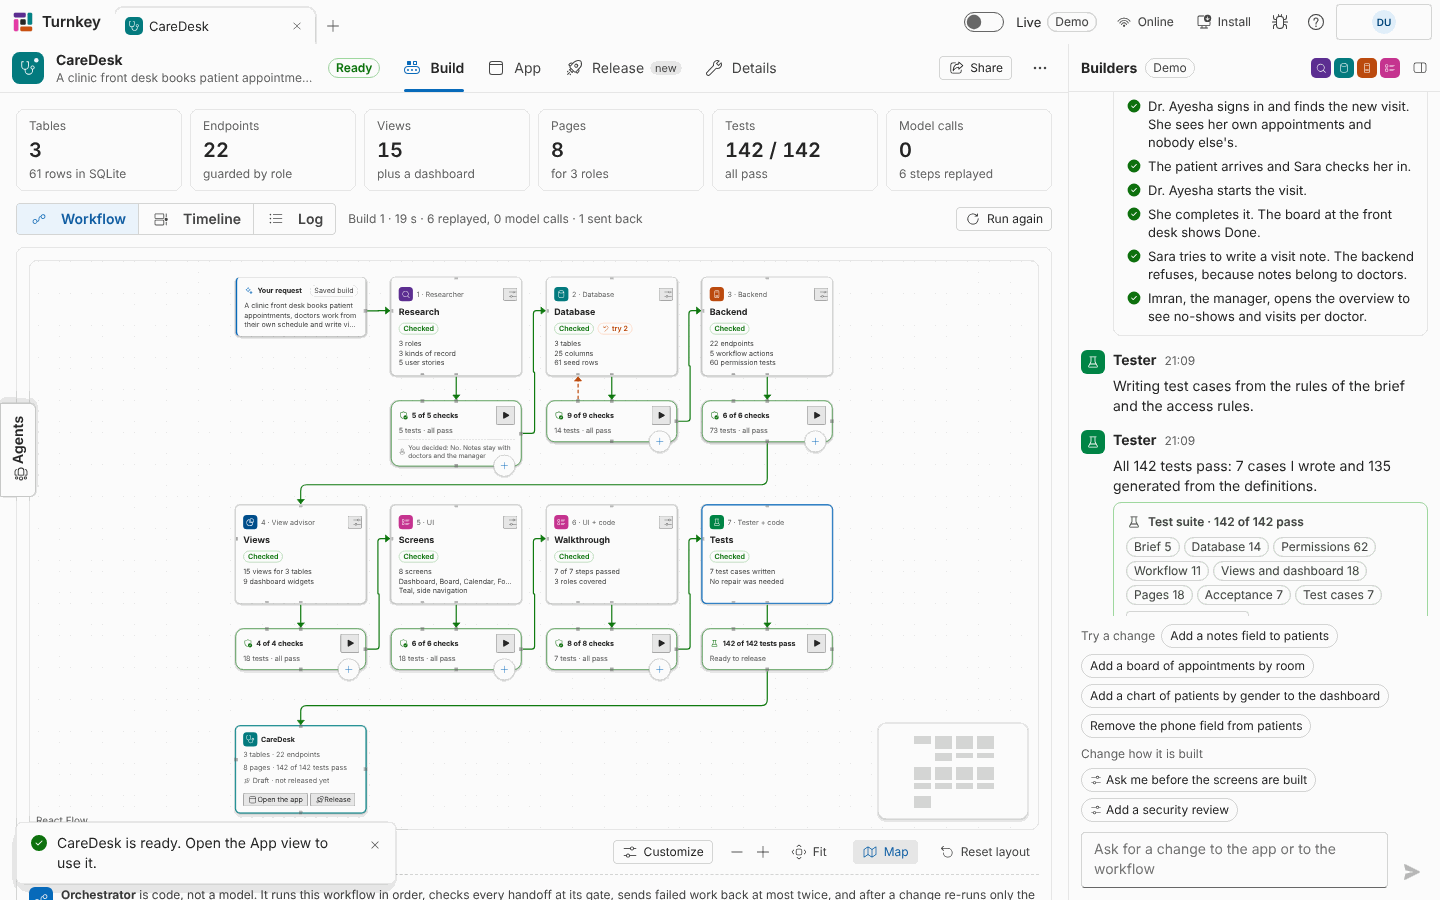 Turnkey
CareDesk
Live
Demo
Online
Install
DU
CareDesk
A clinic front desk books patient appointme...
Ready
Build
App
Release new
Details
Share
Builders
Demo
Tables
3
61 rows in SQLite
Endpoints
22
guarded by role
Views
15
plus a dashboard
Pages
8
for 3 roles
Tests
142 / 142
all pass
Model calls
0
6 steps replayed
Workflow
Timeline
Log
Build 1 · 19 s · 6 replayed, 0 model calls · 1 sent back
Run again
Agents
Your request
Saved build
A clinic front desk books patient
appointments, doctors work from
their own schedule and write vi...
1 · Researcher
Research
Checked
3 roles
3 kinds of record
5 user stories
5 of 5 checks
5 tests · all pass
You decided: No. Notes stay with
doctors and the manager
2 · Database
Database
Checked
try 2
3 tables
25 columns
61 seed rows
9 of 9 checks
14 tests · all pass
3 · Backend
Backend
Checked
22 endpoints
5 workflow actions
60 permission tests
6 of 6 checks
73 tests · all pass
4 · View advisor
Views
Checked
15 views for 3 tables
9 dashboard widgets
4 of 4 checks
18 tests · all pass
5 · UI
Screens
Checked
8 screens
Dashboard, Board, Calendar, Fo...
Teal, side navigation
6 of 6 checks
18 tests · all pass
6 · UI + code
Walkthrough
Checked
7 of 7 steps passed
3 roles covered
8 of 8 checks
7 tests · all pass
7 · Tester + code
Tests
Checked
7 test cases written
No repair was needed
142 of 142 tests pass
Ready to release
CareDesk
3 tables · 22 endpoints
8 pages · 142 of 142 tests pass
Draft · not released yet
Open the app
Release
React Flow
CareDesk is ready. Open the App view to
use it.
Customize
Fit
Map
Reset layout
Orchestrator is code, not a model. It runs this workflow in order, checks every handoff at its gate, sends failed work back at most twice, and after a change re-runs only the
Dr. Ayesha signs in and finds the new visit.
She sees her own appointments and
nobody else's.
The patient arrives and Sara checks her in.
Dr. Ayesha starts the visit.
She completes it. The board at the front
desk shows Done.
Sara tries to write a visit note. The backend
refuses, because notes belong to doctors.
Imran, the manager, opens the overview to
see no-shows and visits per doctor.
Tester 21:09
Writing test cases from the rules of the brief
and the access rules.
Tester 21:09
All 142 tests pass: 7 cases I wrote and 135
generated from the definitions.
Test suite · 142 of 142 pass
Brief 5
Database 14
Permissions 62
Workflow 11
Views and dashboard 18
Pages 18
Acceptance 7
Test cases 7
Try a change
Add a notes field to patients
Add a board of appointments by room
Add a chart of patients by gender to the dashboard
Remove the phone field from patients
Change how it is built
Ask me before the screens are built
Add a security review
Ask for a change to the app or to the
workflow